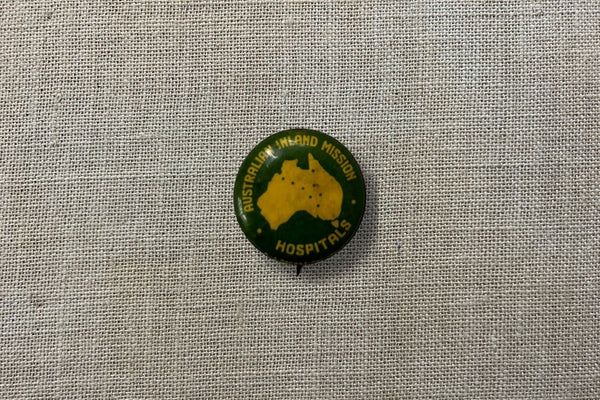 AUSTRALIAN INLAND MISSION
HOSPITALS